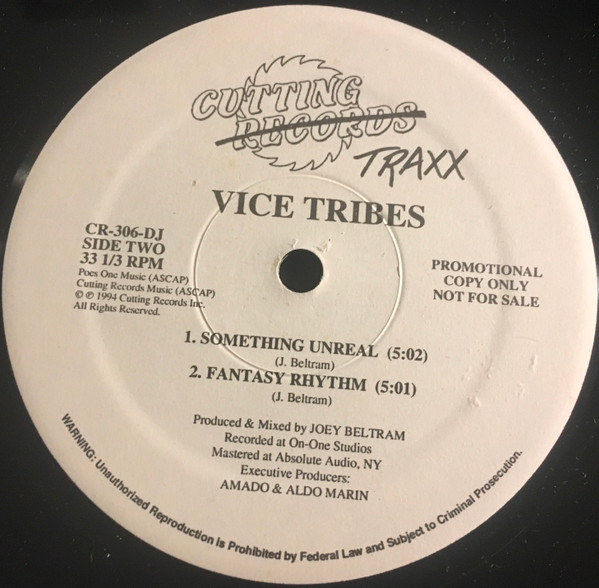 CUTTING
RECORDS
TRAXX
VICE TRIBES
CR-306-DJ
SIDE TWO
33 1/3 RPM
Poes One Music (ASCAP)
Cutting Records Music (ASCAP)
© ℗ 1994 Cutting Records Inc.
All Rights Reserved.
PROMOTIONAL
COPY ONLY
NOT FOR SALE
1. SOMETHING UNREAL (5:02)
(J. Beltram)
2. FANTASY RHYTHM (5:01)
(J. Beltram)
Produced & Mixed by JOEY BELTRAM
Recorded at On-One Studios
Mastered at Absolute Audio, NY
Executive Producers:
AMADO & ALDO MARIN
WARNING: Unauthorized Reproduction is Prohibited by Federal Law and Subject to Criminal Prosecution.